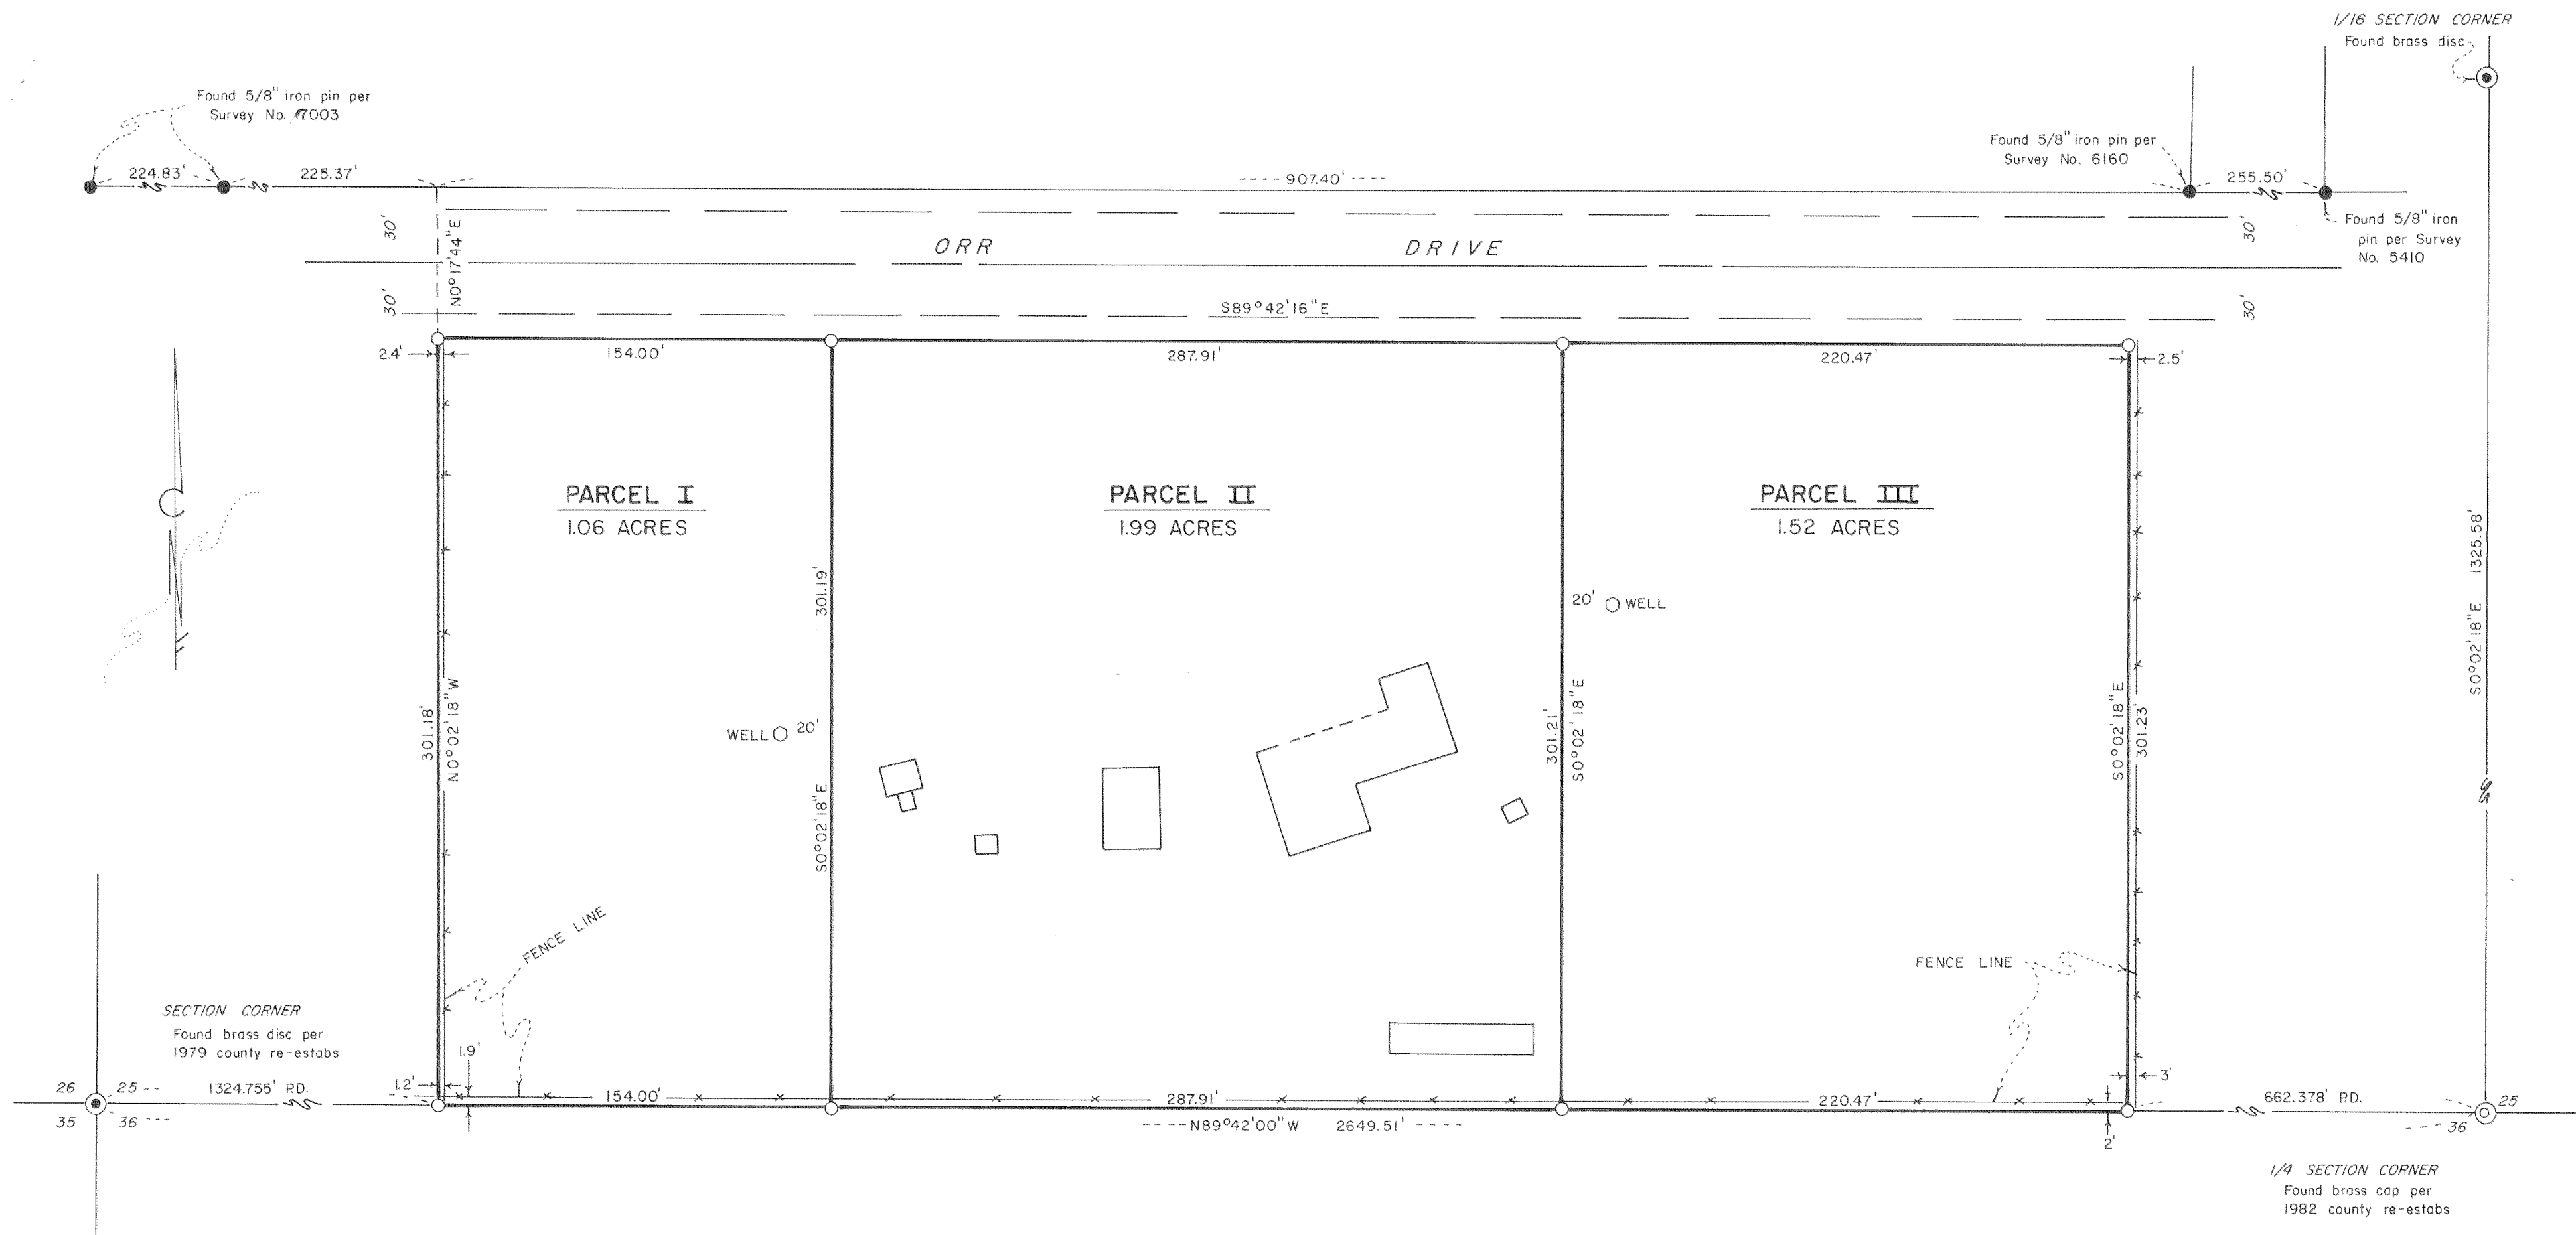 1/16 SECTION CORNER
Found brass disc
Found 5/8" iron pin per
Survey No. 7003
Found 5/8" iron pin per
Survey No. 6160
224.83'
225.37'
907.40'
255.50'
Found 5/8" iron
pin per Survey
No. 5410
30'
N0°17'44"E
30'
ORR DRIVE
30'
30'
S89°42'16"E
2.4'
154.00'
287.91'
220.47'
2.5'
PARCEL I
1.06 ACRES
PARCEL II
1.99 ACRES
PARCEL III
1.52 ACRES
N
301.19'
S0°02'18"E
20' WELL
WELL 20'
301.18'
N0°02'18"W
301.21'
S0°02'18"E
S0°02'18"E
301.23'
S0°02'18"E 1325.58'
FENCE LINE
FENCE LINE
SECTION CORNER
Found brass disc per
1979 county re-estabs
1.9'
1.2'
3'
26 25
35 36
1324.755' P.D.
154.00'
287.91'
220.47'
662.378' P.D.
25
36
N89°42'00"W 2649.51'
2'
1/4 SECTION CORNER
Found brass cap per
1982 county re-estabs